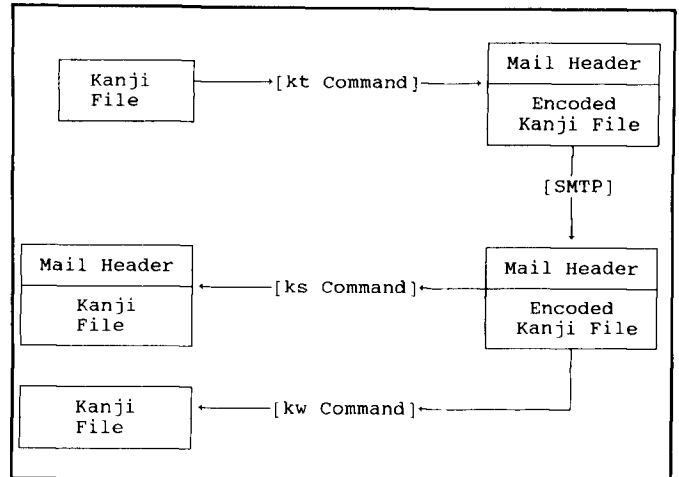 Kanji
File
[kt Command]
Mail Header
Encoded
Kanji File
[SMTP]
Mail Header
Kanji
File
[ks Command]
Mail Header
Encoded
Kanji File
Kanji
File
[kw Command]